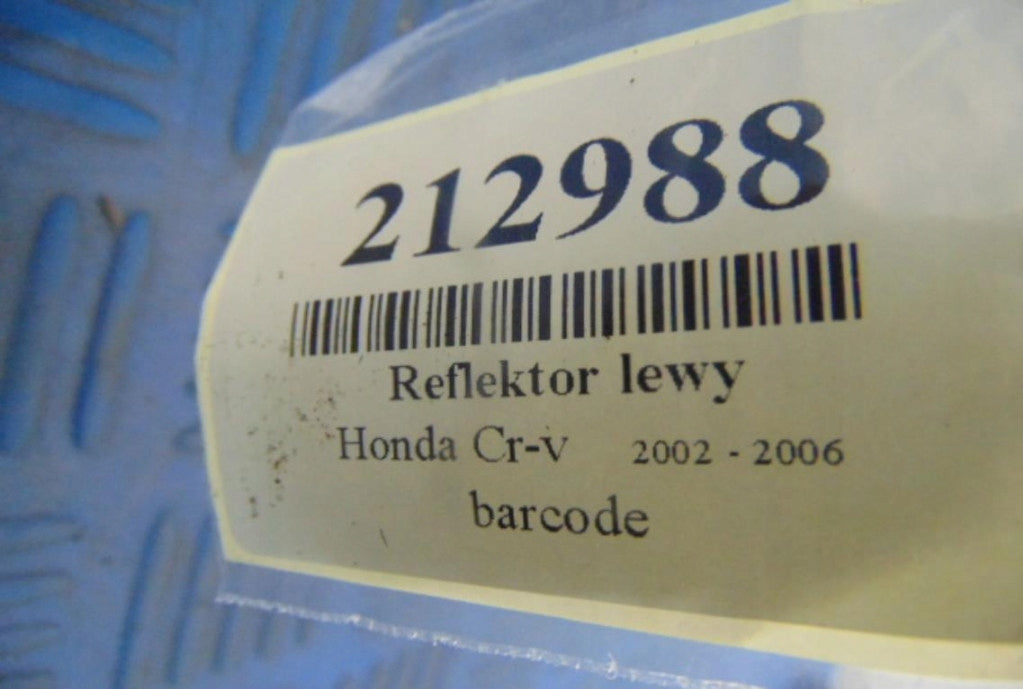 212988
Reflektor lewy
Honda Cr-v 2002 - 2006
barcode